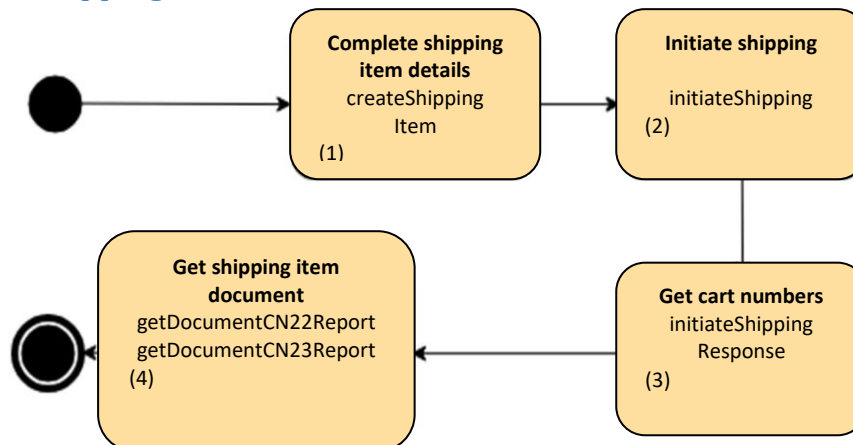 Complete shipping
item details
createShipping
Item
(1)
Initiate shipping
initiateShipping
(2)
Get cart numbers
initiateShipping
Response
(3)
Get shipping item
document
getDocumentCN22Report
getDocumentCN23Report
(4)